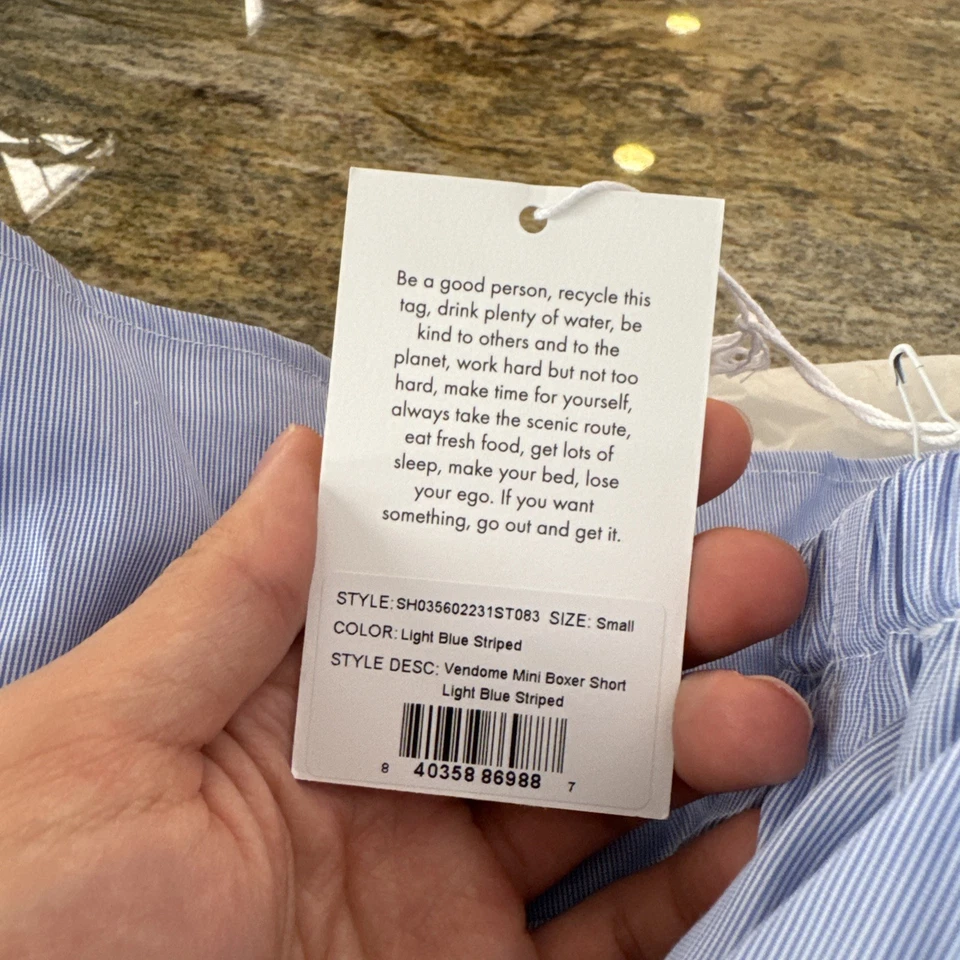 Be a good person, recycle this
tag, drink plenty of water, be
kind to others and to the
planet, work hard but not too
hard, make time for yourself,
always take the scenic route,
eat fresh food, get lots of
sleep, make your bed, lose
your ego. If you want
something, go out and get it.
STYLE: SH035602231ST083 SIZE: Small
COLOR: Light Blue Striped
STYLE DESC: Vendome Mini Boxer Short
Light Blue Striped
8 40358 86988 7